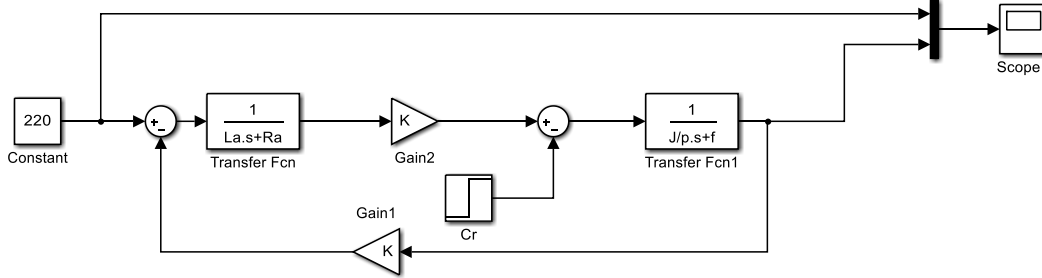 220
Constant
+
-
1
La.s+Ra
Transfer Fcn
K
Gain2
+
-
1
J/p.s+f
Transfer Fcn1
Scope
Cr
Gain1
K